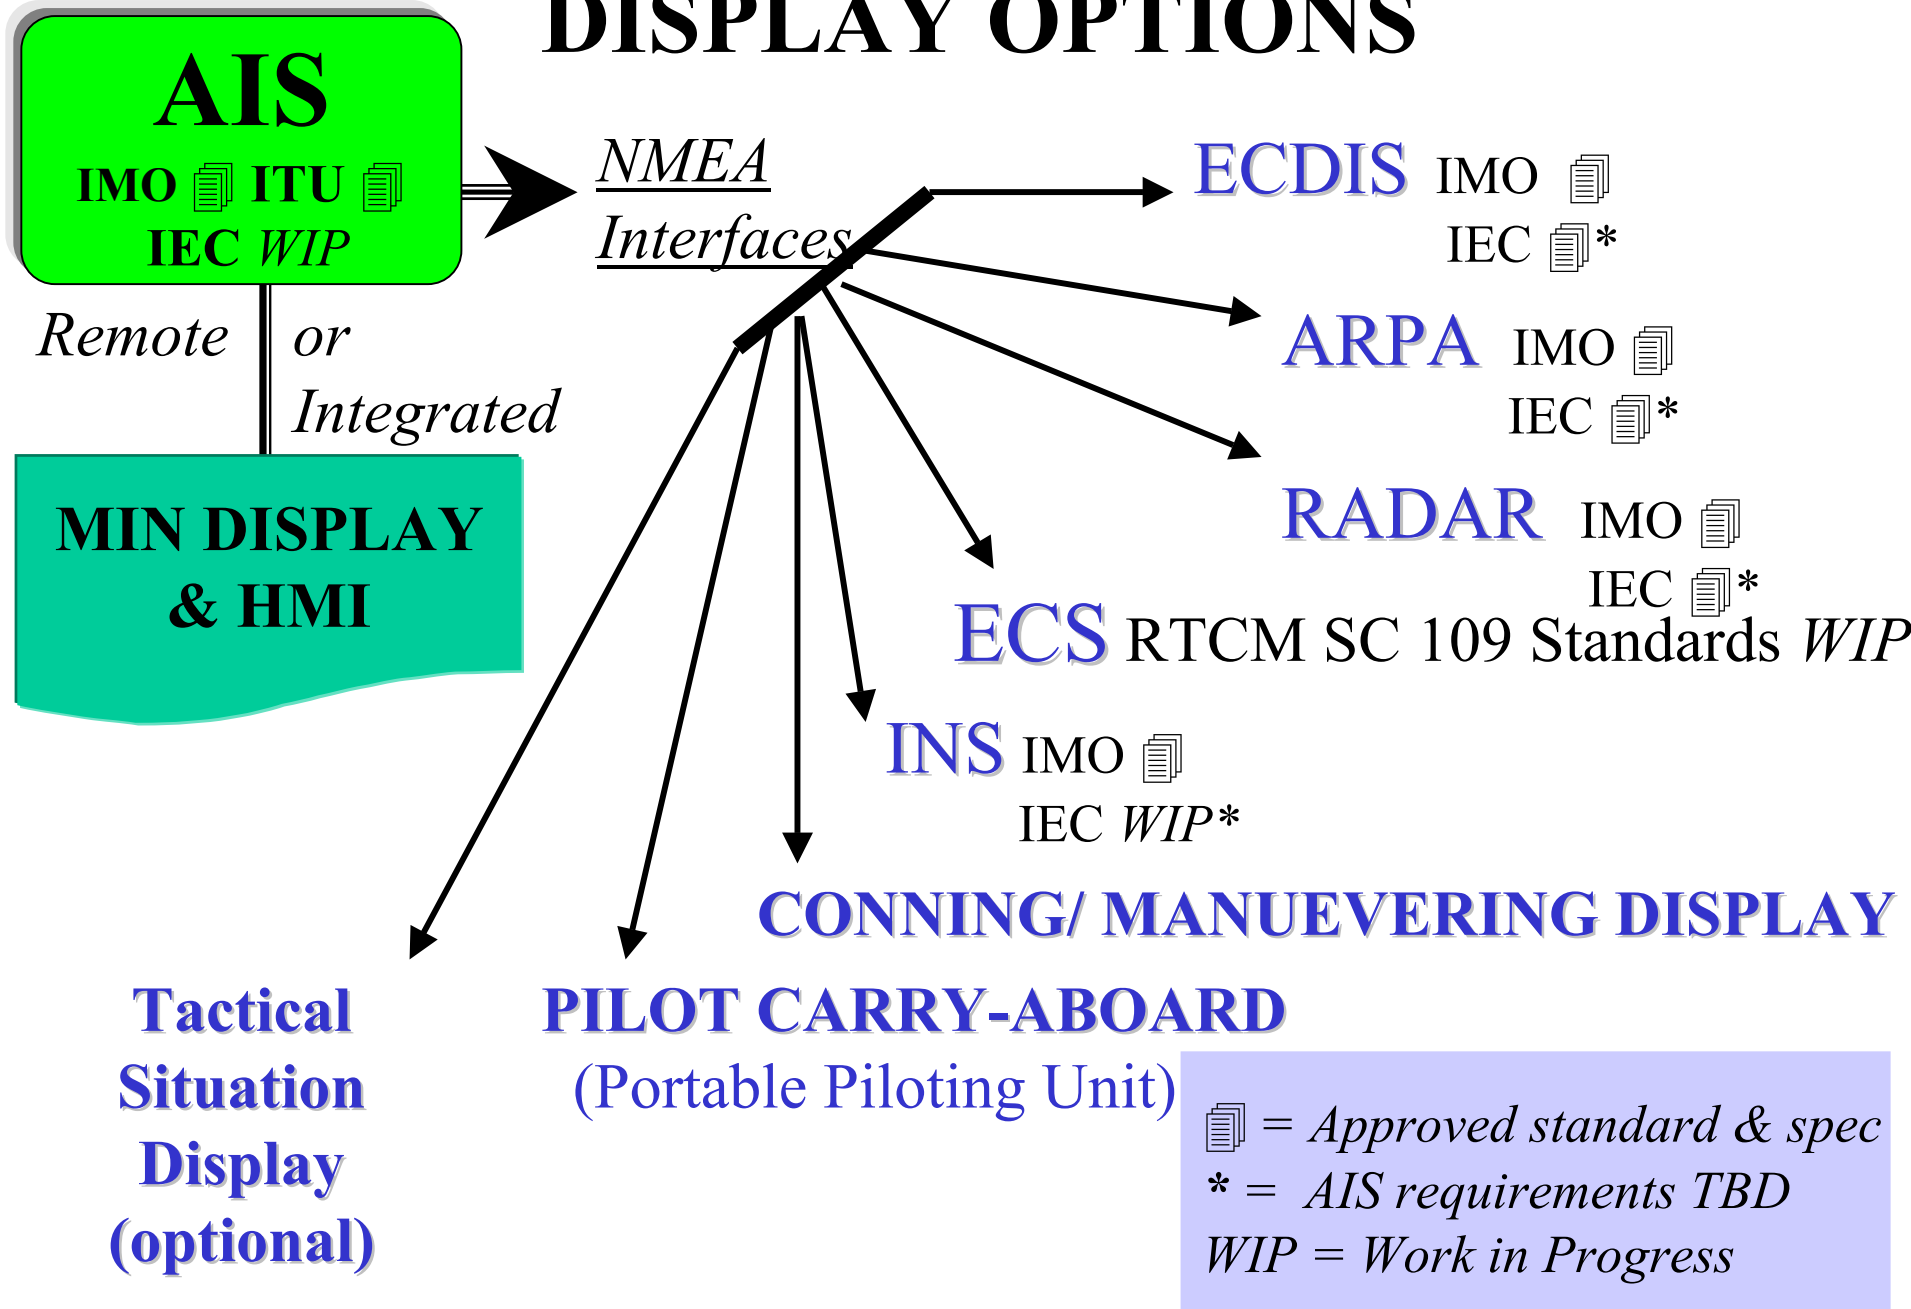 DISPLAY OPTIONS
AIS
IMO 🗐 ITU 🗐
IEC WIP
Remote or
Integrated
MIN DISPLAY
& HMI
NMEA
Interfaces
ECDIS IMO 🗐
IEC 🗐*
ARPA IMO 🗐
IEC 🗐*
RADAR IMO 🗐
IEC 🗐*
ECS RTCM SC 109 Standards WIP
INS IMO 🗐
IEC WIP*
CONNING/ MANUEVERING DISPLAY
PILOT CARRY-ABOARD
(Portable Piloting Unit)
Tactical
Situation
Display
(optional)
🗐 = Approved standard & spec
* = AIS requirements TBD
WIP = Work in Progress